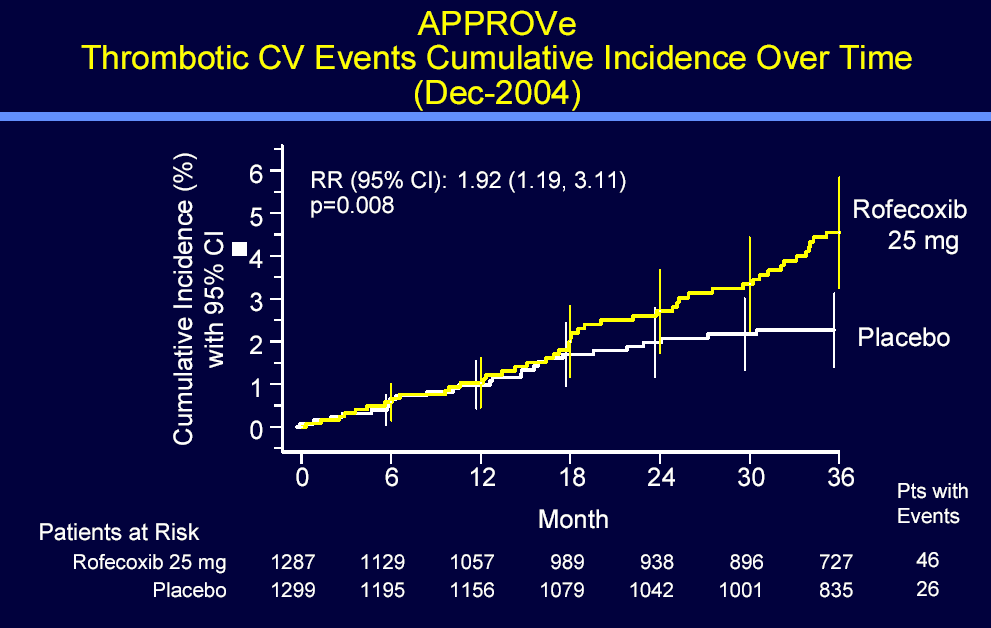 APPROVe
Thrombotic CV Events Cumulative Incidence Over Time
(Dec-2004)
Cumulative Incidence (%)
with 95% CI
6
5
4
3
2
1
0
RR (95% CI): 1.92 (1.19, 3.11)
p=0.008
Rofecoxib
25 mg
Placebo
0 6 12 18 24 30 36
Month
Pts with
Events
Patients at Risk
Rofecoxib 25 mg 1287 1129 1057 989 938 896 727 46
Placebo 1299 1195 1156 1079 1042 1001 835 26